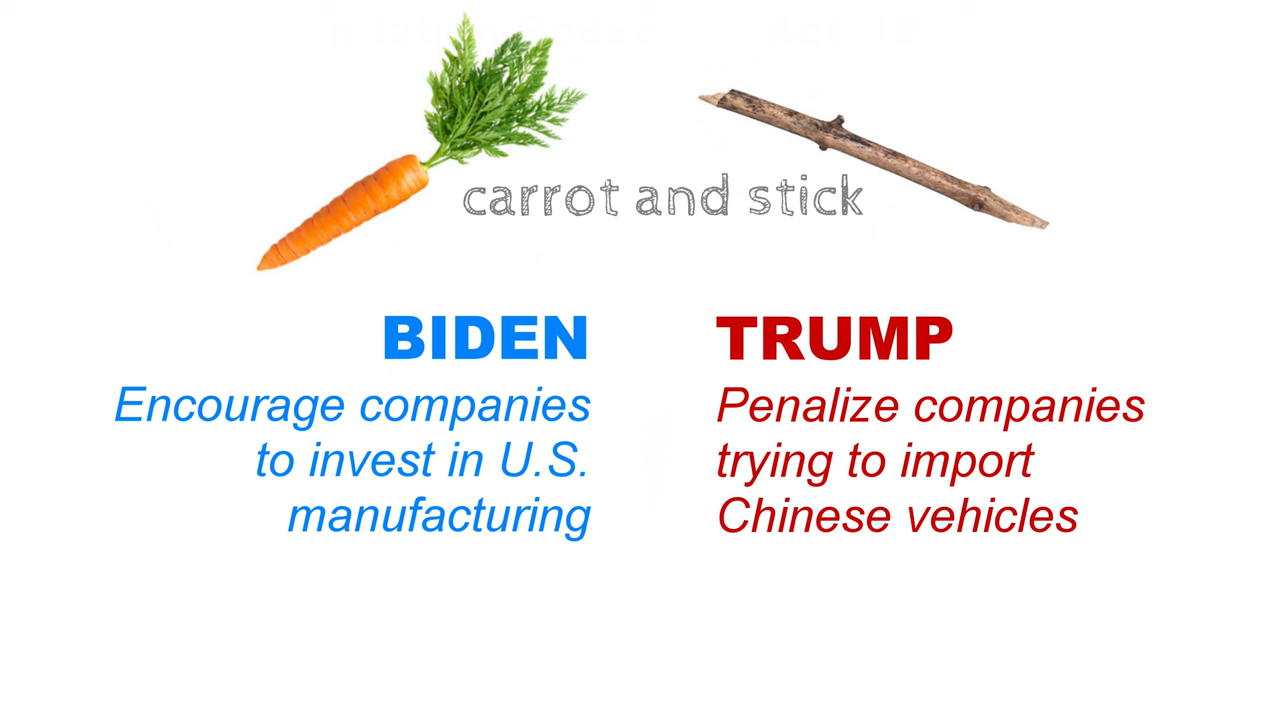 carrot and stick
BIDEN
Encourage companies
to invest in U.S.
manufacturing
TRUMP
Penalize companies
trying to import
Chinese vehicles